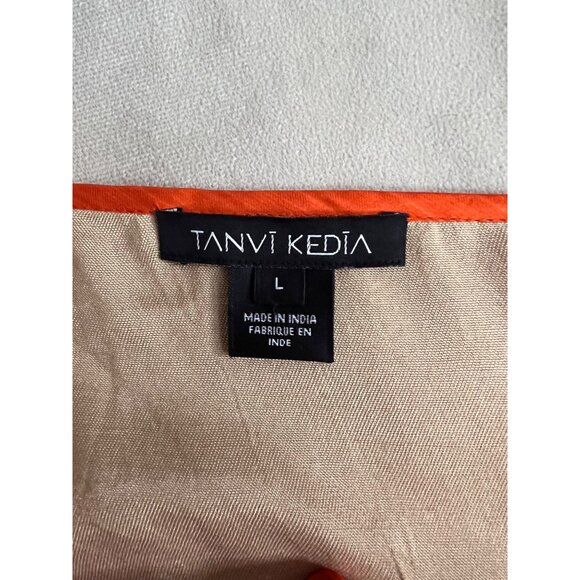 TANVĪ KEDĪA
L
MADE IN INDIA
FABRIQUE EN
INDE